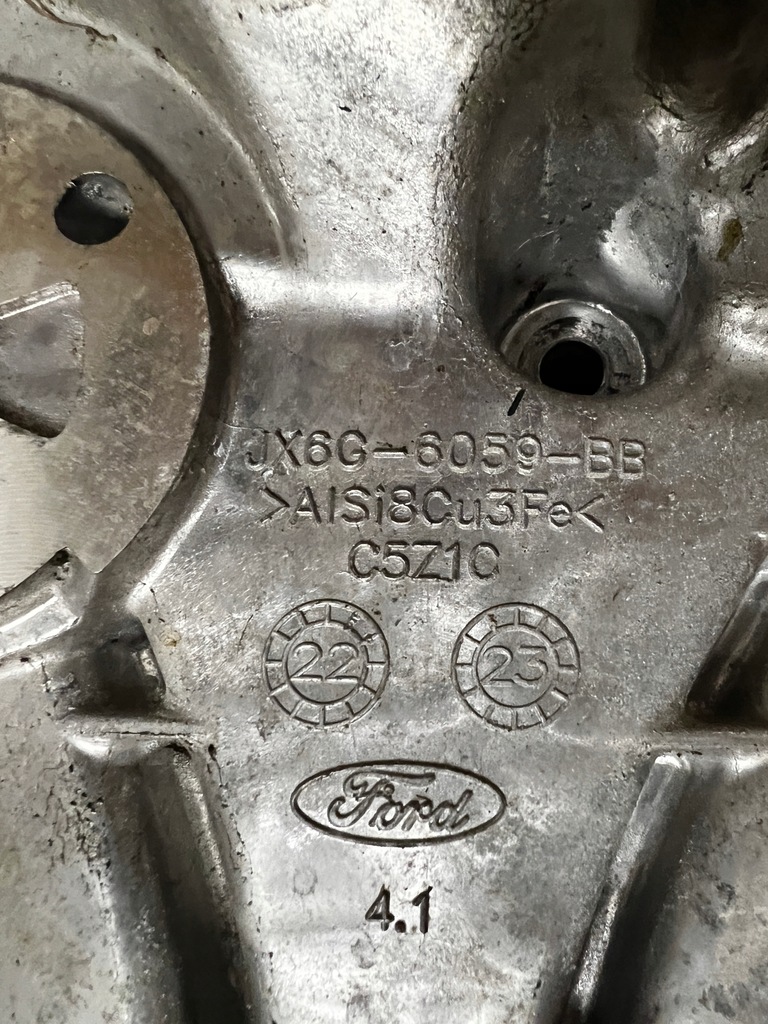 JX6G-6059-BB
>AlSi8Cu3Fe<
C5Z1C
22 23
Ford
4.1